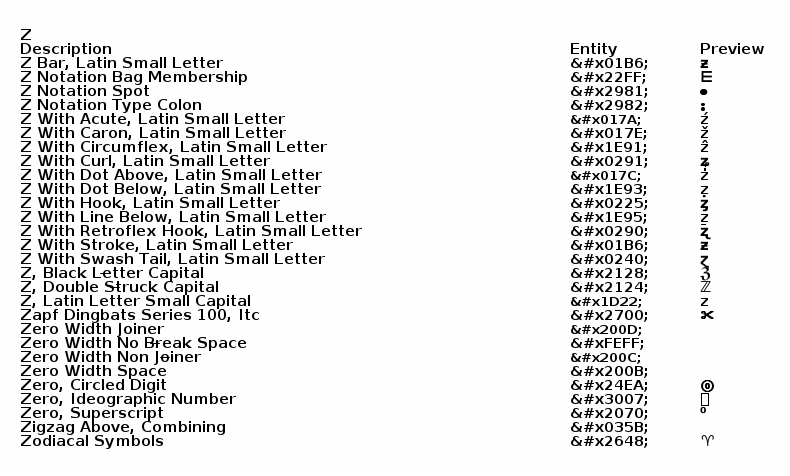 Z
Description Entity Preview
Z Bar, Latin Small Letter &#x01B6; ƶ
Z Notation Bag Membership &#x22FF; ⋿
Z Notation Spot &#x2981; ⦁
Z Notation Type Colon &#x2982; ⦂
Z With Acute, Latin Small Letter &#x017A; ź
Z With Caron, Latin Small Letter &#x017E; ž
Z With Circumflex, Latin Small Letter &#x1E91; ẑ
Z With Curl, Latin Small Letter &#x0291; ʑ
Z With Dot Above, Latin Small Letter &#x017C; ż
Z With Dot Below, Latin Small Letter &#x1E93; ẓ
Z With Hook, Latin Small Letter &#x0225; ȥ
Z With Line Below, Latin Small Letter &#x1E95; ẕ
Z With Retroflex Hook, Latin Small Letter &#x0290; ʐ
Z With Stroke, Latin Small Letter &#x01B6; ƶ
Z With Swash Tail, Latin Small Letter &#x0240; ɀ
Z, Black Letter Capital &#x2128; ℨ
Z, Double Struck Capital &#x2124; ℤ
Z, Latin Letter Small Capital &#x1D22; ᴢ
Zapf Dingbats Series 100, Itc &#x2700; ✀
Zero Width Joiner &#x200D;
Zero Width No Break Space &#xFEFF;
Zero Width Non Joiner &#x200C;
Zero Width Space &#x200B;
Zero, Circled Digit &#x24EA; ⓪
Zero, Ideographic Number &#x3007;
Zero, Superscript &#x2070; ⁰
Zigzag Above, Combining &#x035B;
Zodiacal Symbols &#x2648; ♈